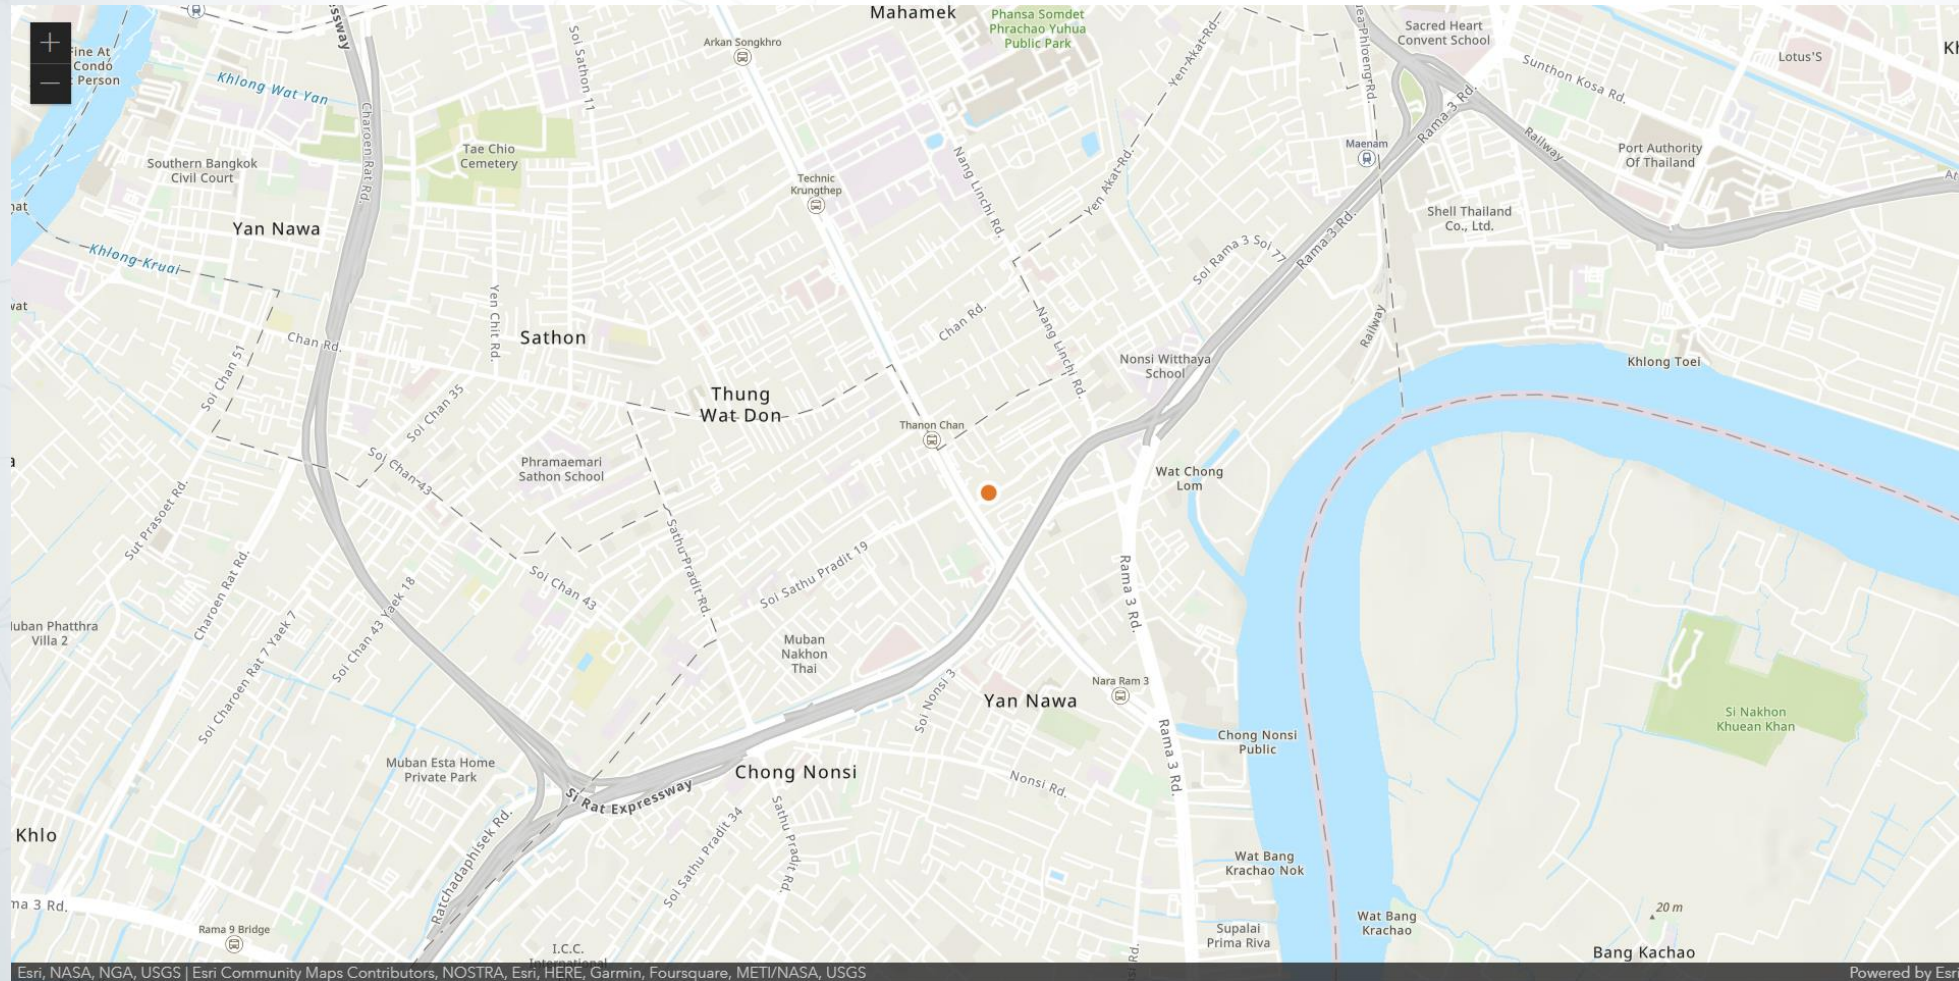 Mahamek
Phansa Somdet
Phrachao Yuhua
Public Park
Sacred Heart
Convent School
Lotus'S
Arkan Songkhro
Fine At
Condo
Person
Khlong Wat Yan
Soi Sathon 11
Charoen Rat Rd.
Yen Akat Rd.
Sunthon Kosa Rd.
Rama 3 Rd.
Railway
Port Authority
Of Thailand
Maenam
Tae Chio
Cemetery
Southern Bangkok
Civil Court
Technic
Krungthep
Nang Linchi Rd.
Yen Akat Rd.
Shell Thailand
Co., Ltd.
Yan Nawa
Khlong Kruai
Soi Rama 3 Soi 77
Rama 3 Rd.
Yen Chit Rd.
Chan Rd.
Sathon
Chan Rd.
Nang Linchi Rd.
Railway
Nonsi Witthaya
School
Khlong Toei
Soi Chan 51
Soi Chan 35
Thung
Wat Don
Thanon Chan
Soi Chan 43
Phramaemari
Sathon School
Wat Chong
Lom
Sut Prasoet Rd.
Sathu Pradit Rd.
Soi Sathu Pradit 19
Rama 3 Rd.
Charoen Rat Rd.
Soi Chan 43 Yaek 18
Soi Chan 43
Soi Charoen Rat 7 Yaek 7
Muban Phatthra
Villa 2
Muban
Nakhon
Thai
Nara Ram 3
Yan Nawa
Soi Nonsi 3
Chong Nonsi
Public
Rama 3 Rd.
Si Nakhon
Khuean Khan
Muban Esta Home
Private Park
Chong Nonsi
Nonsi Rd.
Si Rat Expressway
Soi Sathu Pradit 34
Sathu Pradit Rd.
Ratchadaphisek Rd.
Khlo
Wat Bang
Krachao Nok
Rama 9 Bridge
Wat Bang
Krachao
20 m
Supalai
Prima Riva
I.C.C.
International
Bang Kachao
Esri, NASA, NGA, USGS | Esri Community Maps Contributors, NOSTRA, Esri, HERE, Garmin, Foursquare, METI/NASA, USGS
Powered by Esri